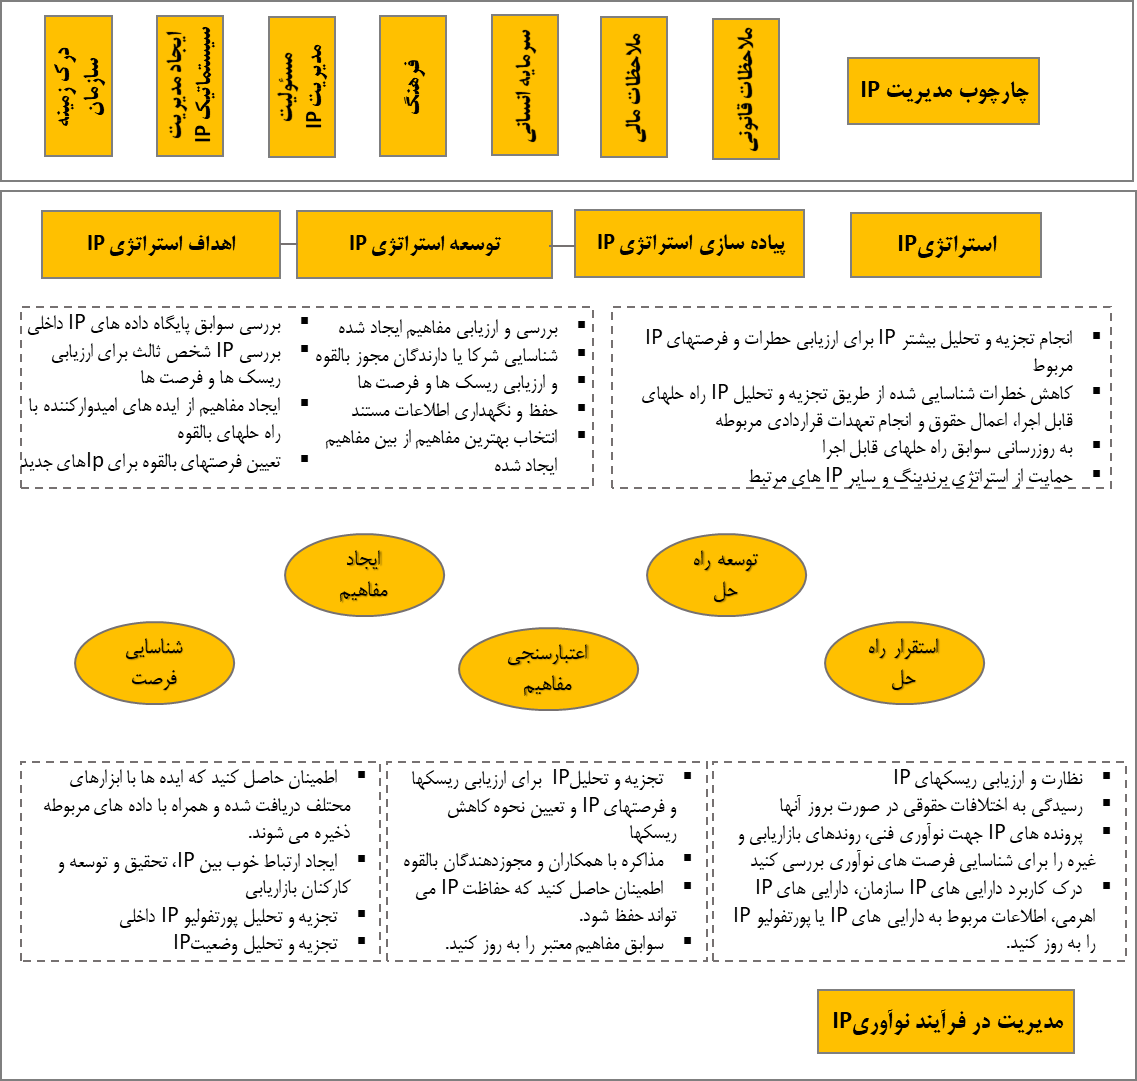 چارچوب مدیریت IP
ملاحظات قانونی
ملاحظات مالی
سرمایه انسانی
فرهنگ
مسئولیت
مدیریت IP
ایجاد مدیریت
سیستماتیک IP
درک زمینه
سازمان
استراتژیIP
پیاده سازی استراتژی IP
توسعه استراتژی IP
اهداف استراتژی IP
▪ انجام تجزیه و تحلیل بیشتر IP برای ارزیابی خطرات و فرصتهای IP
مربوط
▪ کاهش خطرات شناسایی شده از طریق تجزیه و تحلیل IP راه حلهای
قابل اجرا، اعمال حقوق و انجام تعهدات قراردادی مربوطه
▪ به روزرسانی سوابق راه حلهای قابل اجرا
▪ حمایت از استراتژی برندینگ و سایر IP های مرتبط
▪ بررسی و ارزیابی مفاهیم ایجاد شده
▪ شناسایی شرکا یا دارندگان مجوز بالقوه
▪ و ارزیابی ریسک ها و فرصت ها
▪ حفظ و نگهداری اطلاعات مستند
▪ انتخاب بهترین مفاهیم از بین مفاهیم
ایجاد شده
▪ بررسی سوابق پایگاه داده های IP داخلی
▪ بررسی IP شخص ثالث برای ارزیابی
ریسک ها و فرصت ها
▪ ایجاد مفاهیم از ایده های امیدوارکننده با
راه حلهای بالقوه
▪ تعیین فرصتهای بالقوه برای Ipهای جدید
توسعه راه
حل
ایجاد
مفاهیم
استقرار راه
حل
اعتبارسنجی
مفاهیم
شناسایی
فرصت
▪ نظارت و ارزیابی ریسکهای IP
▪ رسیدگی به اختلافات حقوقی در صورت بروز آنها
▪ پرونده های IP جهت نوآوری فنی، روندهای بازاریابی و
غیره را برای شناسایی فرصت های نوآوری بررسی کنید
▪ درک کاربرد دارایی های IP سازمان، دارایی های IP
اهرمی، اطلاعات مربوط به دارایی های IP یا پورتفولیو IP
را به روز کنید.
▪ تجزیه و تحلیلIP برای ارزیابی ریسکها
و فرصتهای IP و تعیین نحوه کاهش
ریسکها
▪ مذاکره با همکاران و مجوزدهندگان بالقوه
▪ اطمینان حاصل کنید که حفاظت IP می
تواند حفظ شود.
▪ سوابق مفاهیم معتبر را به روز کنید.
▪ اطمینان حاصل کنید که ایده ها با ابزارهای
مختلف دریافت شده و همراه با داده های مربوطه
ذخیره می شوند.
▪ ایجاد ارتباط خوب بین IP، تحقیق و توسعه و
کارکنان بازاریابی
▪ تجزیه و تحلیل پورتفولیو IP داخلی
▪ تجزیه و تحلیل وضعیتIP
مدیریت در فرآیند نوآوریIP